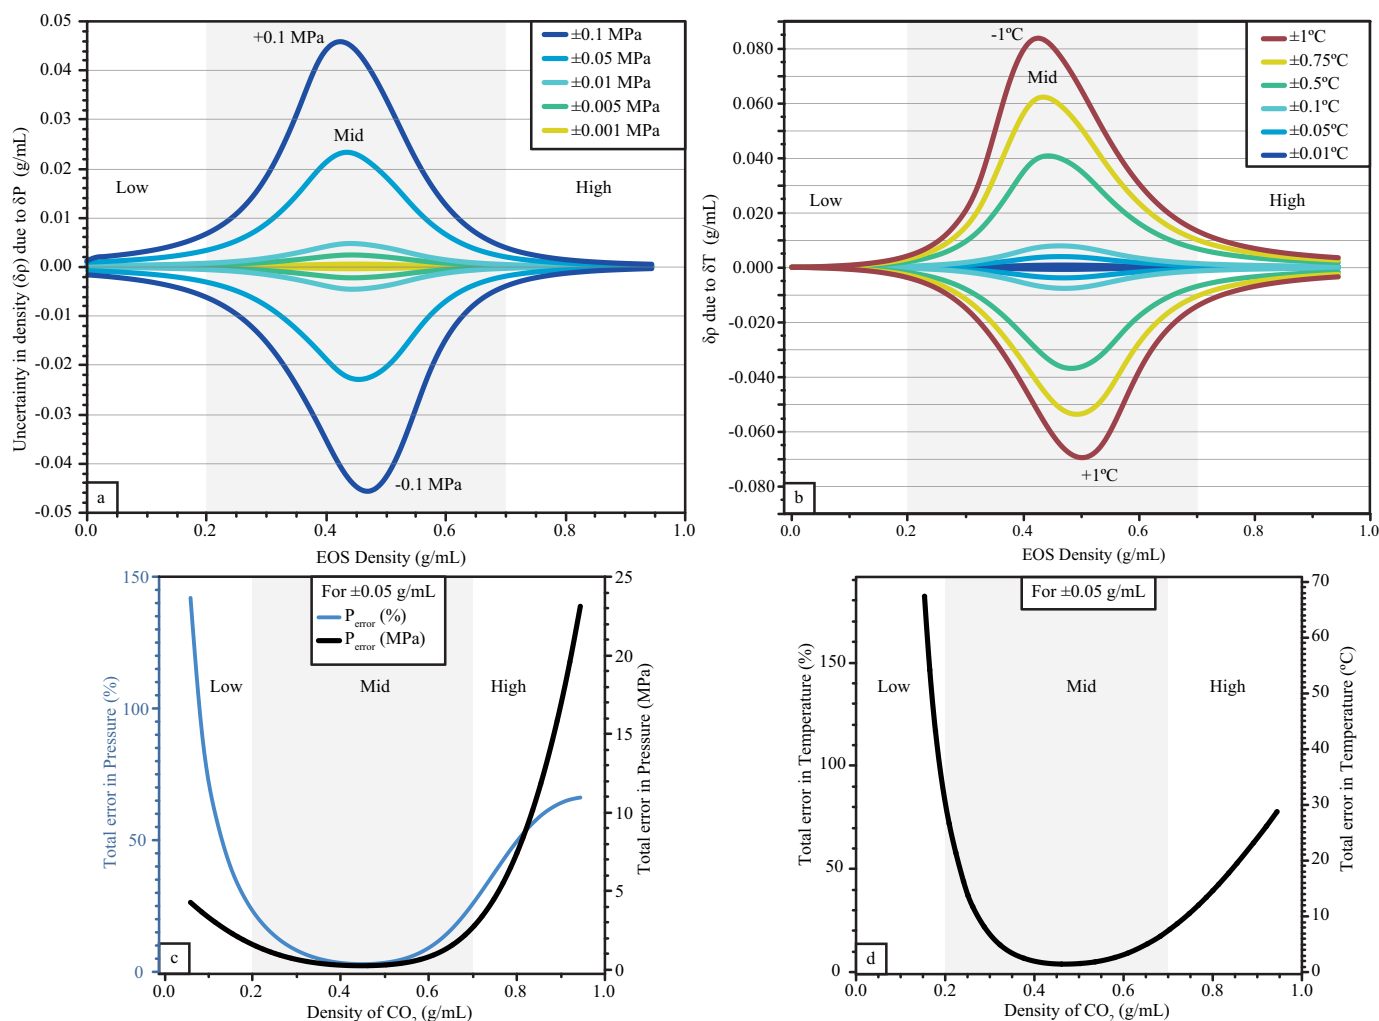 Uncertainty in density (δρ) due to δP (g/mL)
0.05
0.04
0.03
0.02
0.01
0.00
-0.01
-0.02
-0.03
-0.04
-0.05
+0.1 MPa
Mid
Low
High
-0.1 MPa
±0.1 MPa
±0.05 MPa
±0.01 MPa
±0.005 MPa
±0.001 MPa
a
0.0 0.2 0.4 0.6 0.8 1.0
EOS Density (g/mL)
δρ due to δT (g/mL)
0.080
0.060
0.040
0.020
0.000
-0.020
-0.040
-0.060
-0.080
-1ºC
Mid
Low
High
+1ºC
±1ºC
±0.75ºC
±0.5ºC
±0.1ºC
±0.05ºC
±0.01ºC
b
0.0 0.2 0.4 0.6 0.8 1.0
EOS Density (g/mL)
Total error in Pressure (%)
150
100
50
0
For ±0.05 g/mL
Perror (%)
Perror (MPa)
Low
Mid
High
25
20
15
10
5
0
Total error in Pressure (MPa)
c
0.0 0.2 0.4 0.6 0.8 1.0
Density of CO2 (g/mL)
Total error in Temperature (%)
150
100
50
0
For ±0.05 g/mL
Low
Mid
High
70
60
50
40
30
20
10
0
Total error in Temperature (ºC)
d
0.0 0.2 0.4 0.6 0.8 1.0
Density of CO2 (g/mL)